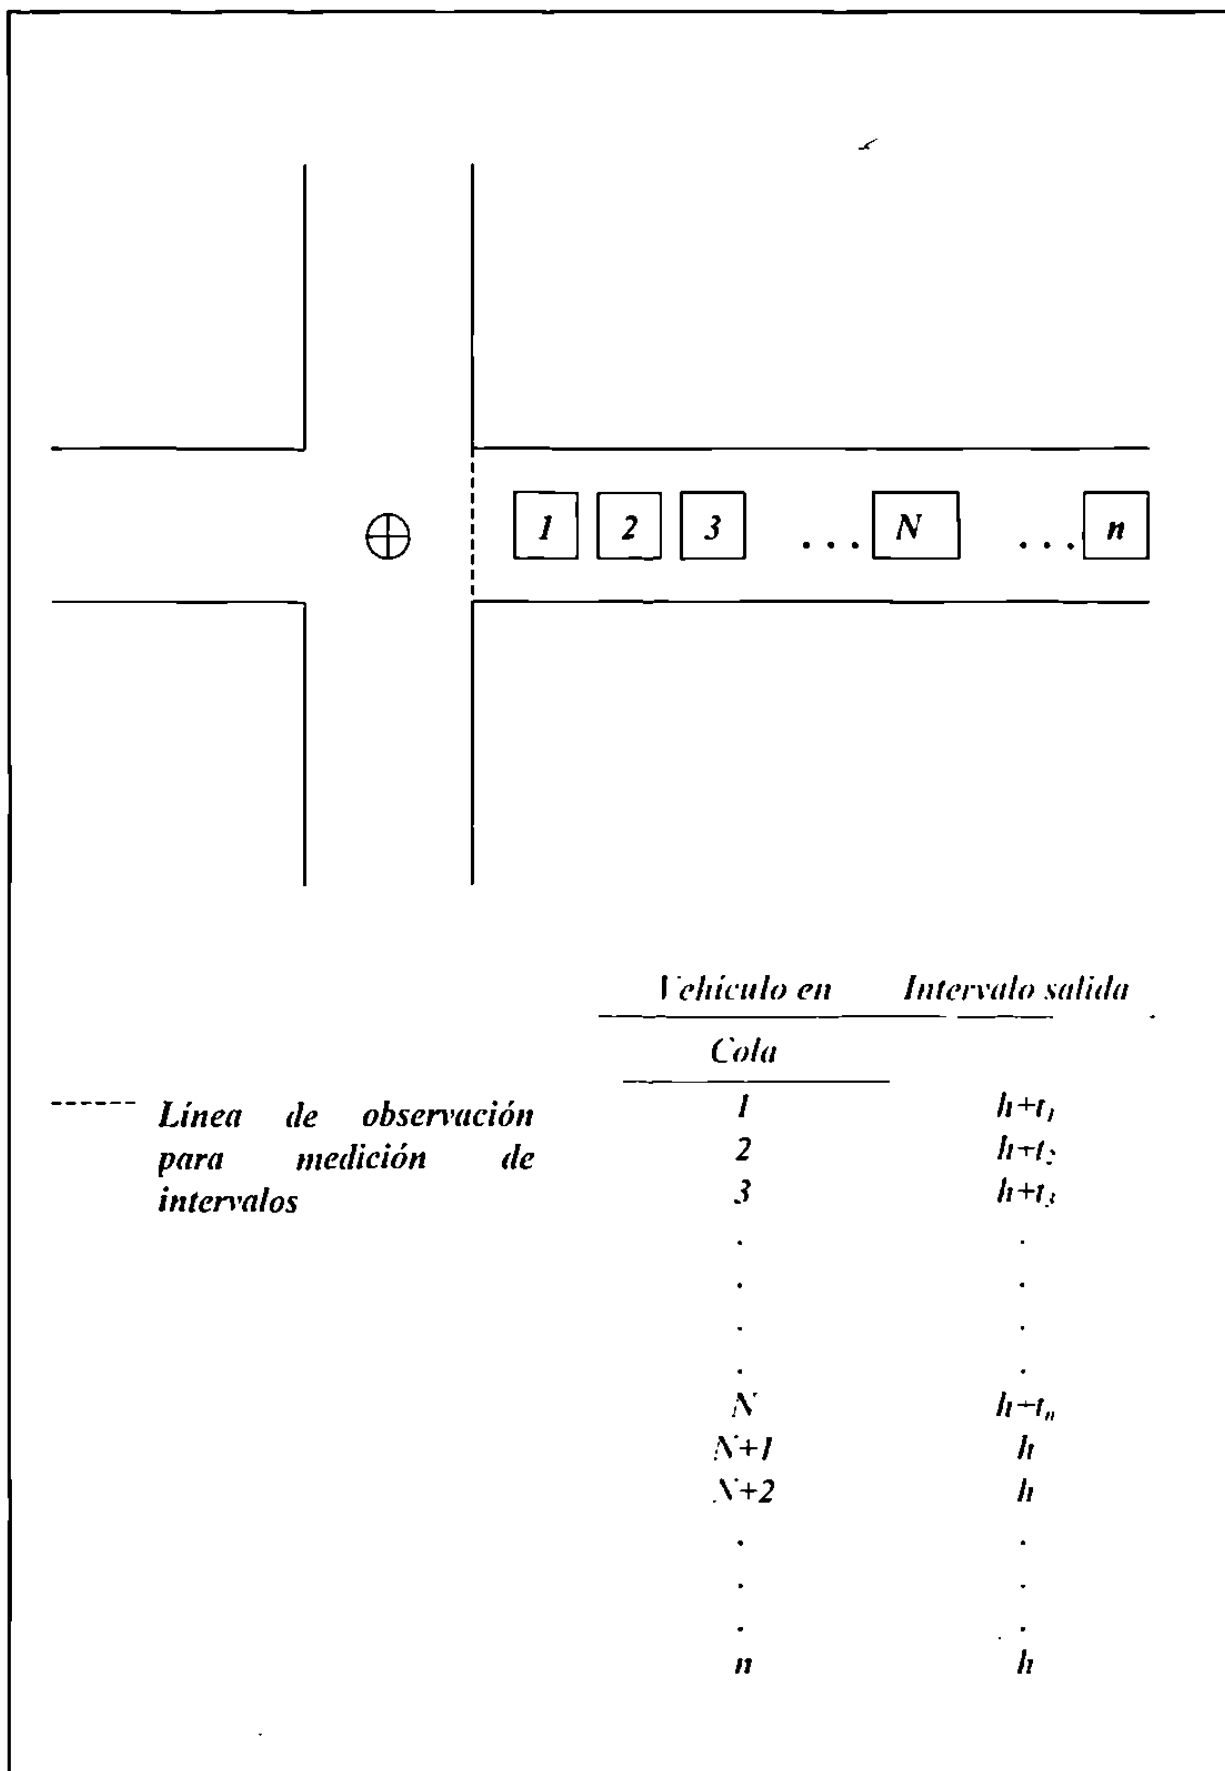 1 2 3 ... N ... n
Vehículo en Intervalo salida
Cola
Línea de observación
para medición de
intervalos
1 h+t₁
2 h+t₂
3 h+t₃
.
.
.
.
N h+tₙ
N+1 h
N+2 h
.
.
.
n h